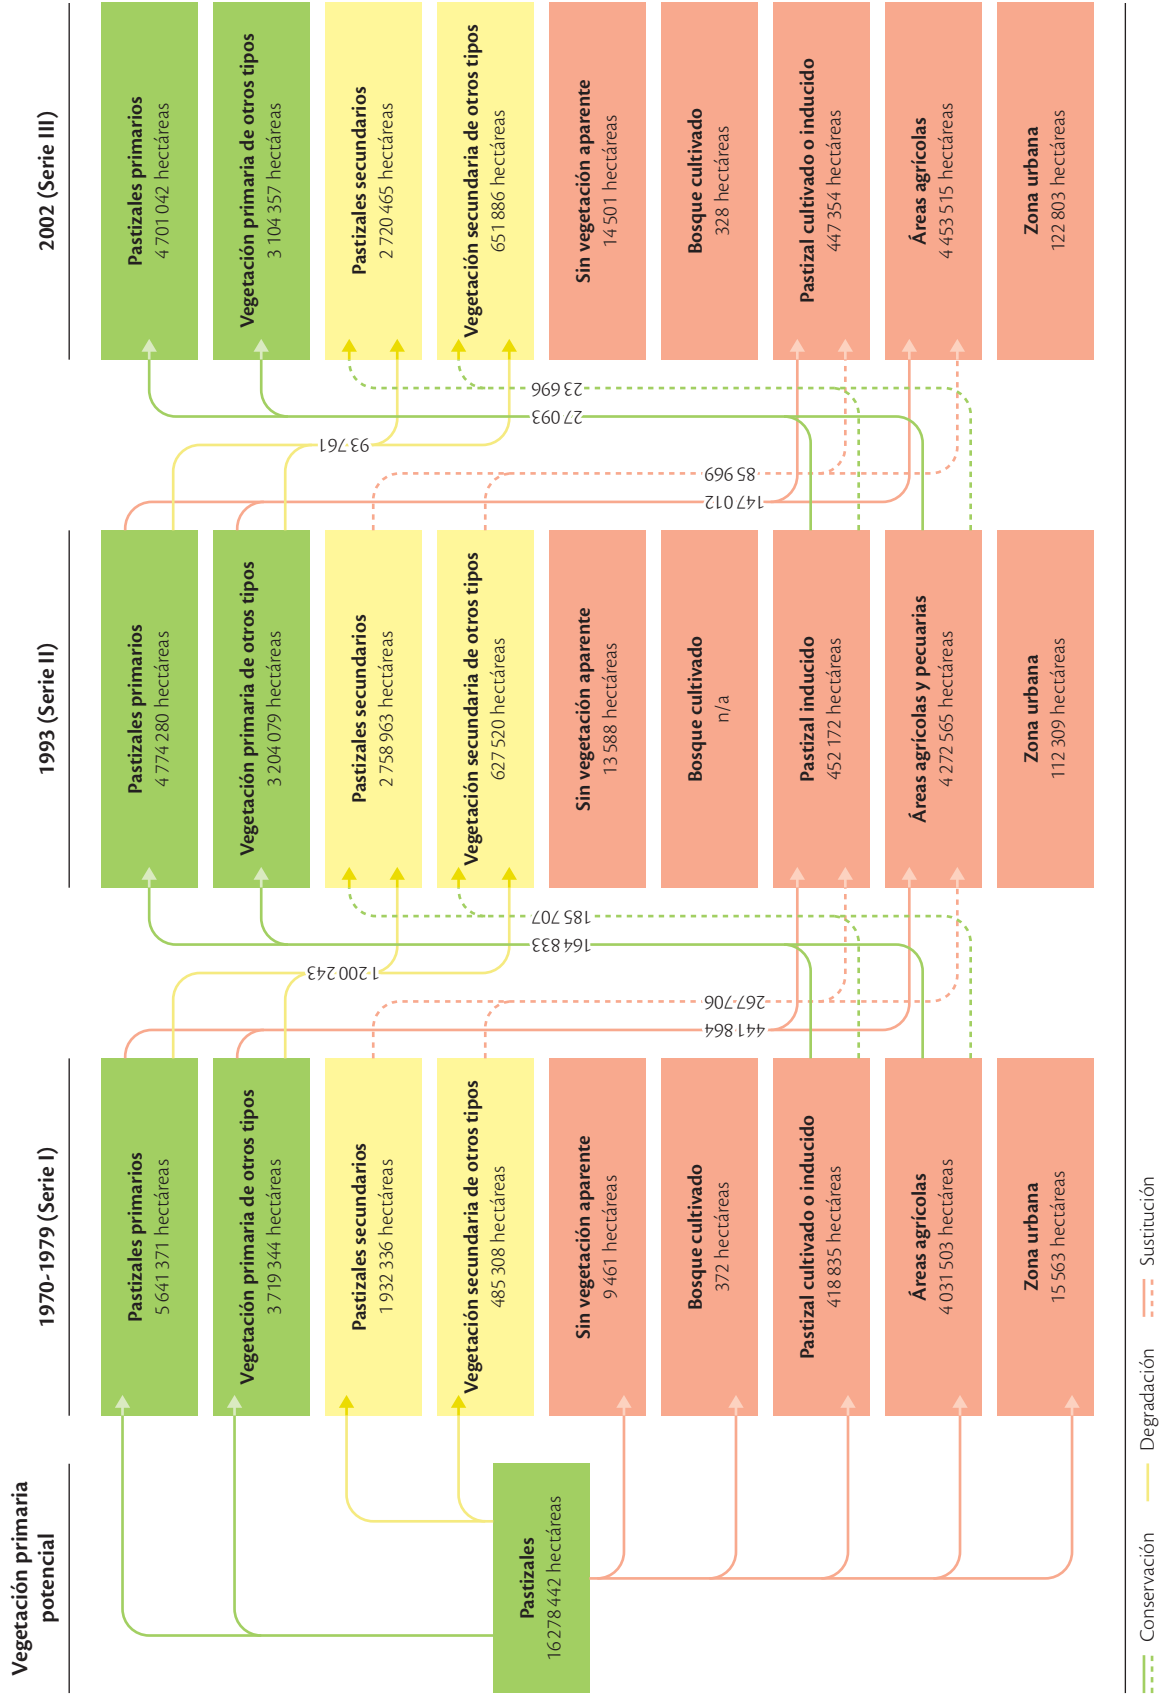 Vegetación primaria
potencial
1970-1979 (Serie I)
1993 (Serie II)
2002 (Serie III)
Pastizales
16 278 442 hectáreas
Pastizales primarios
5 641 371 hectáreas
Vegetación primaria de otros tipos
3 719 344 hectáreas
Pastizales secundarios
1 932 336 hectáreas
Vegetación secundaria de otros tipos
485 308 hectáreas
Sin vegetación aparente
9 461 hectáreas
Bosque cultivado
372 hectáreas
Pastizal cultivado o inducido
418 835 hectáreas
Áreas agrícolas
4 031 503 hectáreas
Zona urbana
15 563 hectáreas
441 864
267 706
1 200 243
164 833
185 707
Pastizales primarios
4 774 280 hectáreas
Vegetación primaria de otros tipos
3 204 079 hectáreas
Pastizales secundarios
2 758 963 hectáreas
Vegetación secundaria de otros tipos
627 520 hectáreas
Sin vegetación aparente
13 588 hectáreas
Bosque cultivado
n/a
Pastizal inducido
452 172 hectáreas
Áreas agrícolas y pecuarias
4 272 565 hectáreas
Zona urbana
112 309 hectáreas
147 012
85 969
93 761
27 093
23 696
Pastizales primarios
4 701 042 hectáreas
Vegetación primaria de otros tipos
3 104 357 hectáreas
Pastizales secundarios
2 720 465 hectáreas
Vegetación secundaria de otros tipos
651 886 hectáreas
Sin vegetación aparente
14 501 hectáreas
Bosque cultivado
328 hectáreas
Pastizal cultivado o inducido
447 354 hectáreas
Áreas agrícolas
4 453 515 hectáreas
Zona urbana
122 803 hectáreas
Conservación
Degradación
Sustitución